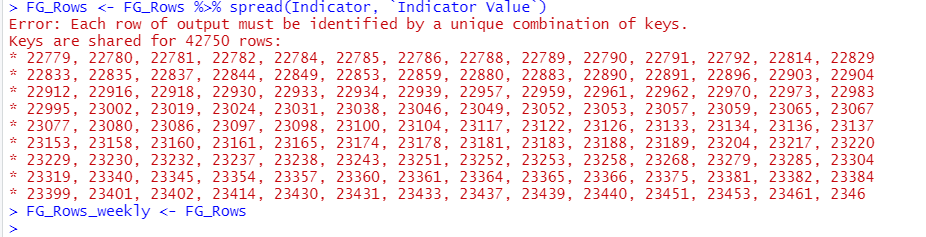 > FG_Rows <- FG_Rows %>% spread(Indicator, `Indicator Value`)
Error: Each row of output must be identified by a unique combination of keys.
Keys are shared for 42750 rows:
* 22779, 22780, 22781, 22782, 22784, 22785, 22786, 22788, 22789, 22790, 22791, 22792, 22814, 22829
* 22833, 22835, 22837, 22844, 22849, 22853, 22859, 22880, 22883, 22890, 22891, 22896, 22903, 22904
* 22912, 22916, 22918, 22930, 22933, 22934, 22939, 22957, 22959, 22961, 22962, 22970, 22973, 22983
* 22995, 23002, 23019, 23024, 23031, 23038, 23046, 23049, 23052, 23053, 23057, 23059, 23065, 23067
* 23077, 23080, 23086, 23097, 23098, 23100, 23104, 23117, 23122, 23126, 23133, 23134, 23136, 23137
* 23153, 23158, 23160, 23161, 23165, 23174, 23178, 23181, 23183, 23188, 23189, 23204, 23217, 23220
* 23229, 23230, 23232, 23237, 23238, 23243, 23251, 23252, 23253, 23258, 23268, 23279, 23285, 23304
* 23319, 23340, 23345, 23354, 23357, 23360, 23361, 23364, 23365, 23366, 23375, 23381, 23382, 23384
* 23399, 23401, 23402, 23414, 23430, 23431, 23433, 23437, 23439, 23440, 23451, 23453, 23461, 2346
> FG_Rows_weekly <- FG_Rows
>